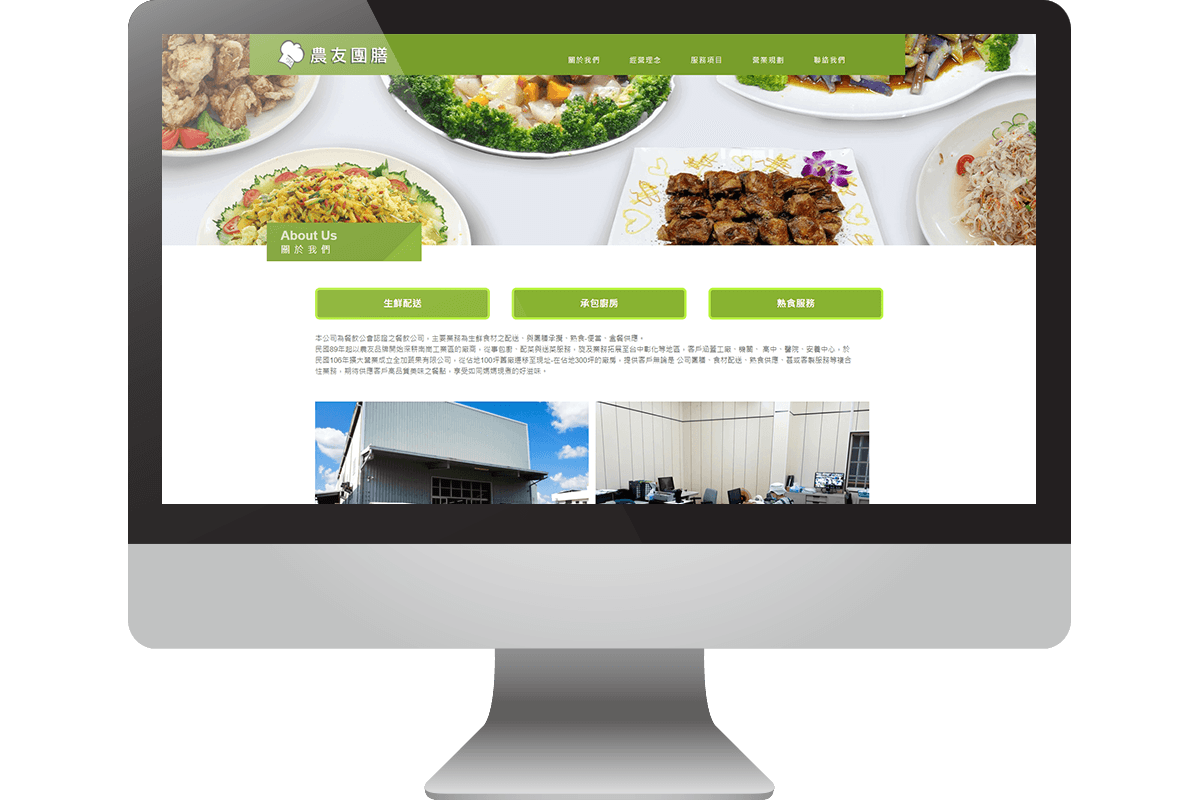 農友團膳
關於我們
經營理念
服務項目
營業規劃
聯絡我們
About Us
關於我們
生鮮配送
承包廚房
熟食服務
本公司為餐飲公會認證之餐飲公司，主要業務為生鮮食材之配送、與團膳承攬、熟食-便當、盒餐供應。
民國89年起以農友品牌開始深耕南崗工業區的廠商，從事包廚、配菜與送菜服務，旋及業務拓展至台中彰化等地區，客戶涵蓋工廠、機關、 高中、醫院、安養中心。於
民國106年擴大營業成立全加蔬果有限公司，從佔地100坪舊廠遷移至現址-在佔地300坪的廠房，提供客戶無論是 公司團膳、食材配送、熟食供應、甚或客製服務等複合
性業務，期待供應客戶高品質美味之餐點，享受如同媽媽現煮的好滋味。